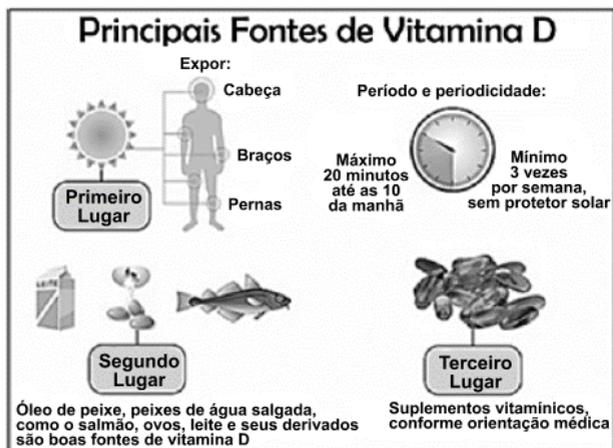 Principais Fontes de Vitamina D
Expor:
Cabeça
Braços
Pernas
Primeiro
Lugar
Período e periodicidade:
Máximo
20 minutos
até as 10
da manhã
Mínimo
3 vezes
por semana,
sem protetor solar
LEITE
Segundo
Lugar
Óleo de peixe, peixes de água salgada,
como o salmão, ovos, leite e seus derivados
são boas fontes de vitamina D
Terceiro
Lugar
Suplementos vitamínicos,
conforme orientação médica